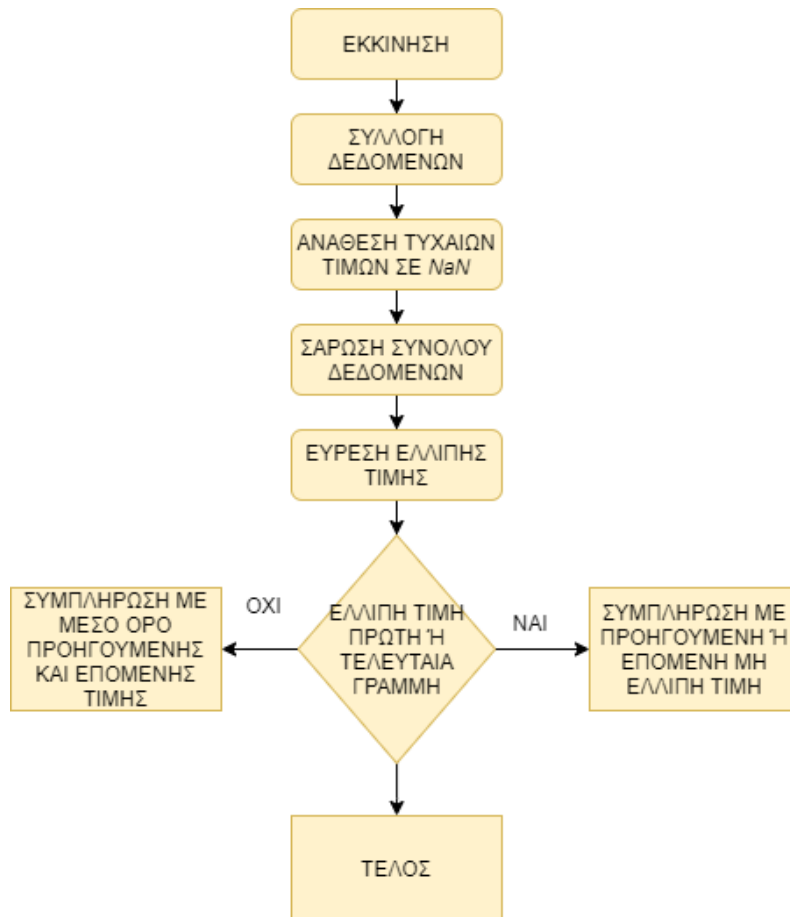 ΕΚΚΙΝΗΣΗ
ΣΥΛΛΟΓΗ
ΔΕΔΟΜΕΝΩΝ
ΑΝΑΘΕΣΗ ΤΥΧΑΙΩΝ
ΤΙΜΩΝ ΣΕ NaN
ΣΑΡΩΣΗ ΣΥΝΟΛΟΥ
ΔΕΔΟΜΕΝΩΝ
ΕΥΡΕΣΗ ΕΛΛΙΠΗΣ
ΤΙΜΗΣ
ΕΛΛΙΠΗ ΤΙΜΗ
ΠΡΩΤΗ Ή
ΤΕΛΕΥΤΑΙΑ
ΓΡΑΜΜΗ
ΟΧΙ
ΣΥΜΠΛΗΡΩΣΗ ΜΕ
ΜΕΣΟ ΟΡΟ
ΠΡΟΗΓΟΥΜΕΝΗΣ
ΚΑΙ ΕΠΟΜΕΝΗΣ
ΤΙΜΗΣ
ΝΑΙ
ΣΥΜΠΛΗΡΩΣΗ ΜΕ
ΠΡΟΗΓΟΥΜΕΝΗ Ή
ΕΠΟΜΕΝΗ ΜΗ
ΕΛΛΙΠΗ ΤΙΜΗ
ΤΕΛΟΣ